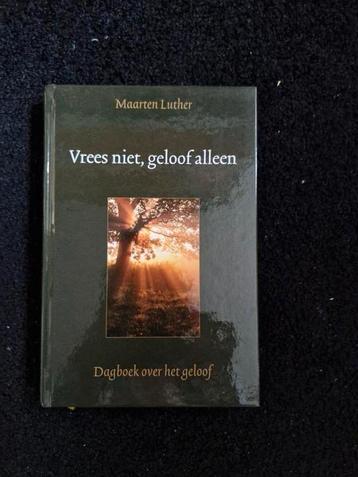 Maarten Luther
Vrees niet, geloof alleen
Dagboek over het geloof